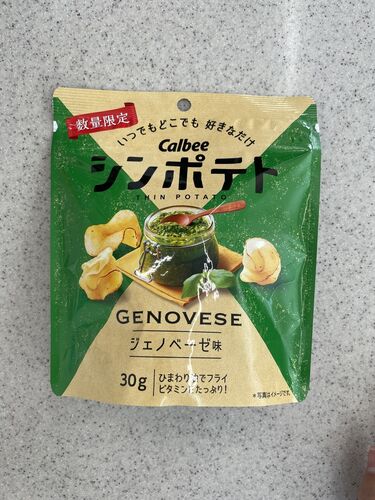 数量限定
いつでもどこでも 好きなだけ
Calbee
シンポテト
THIN POTATO
GENOVESE
ジェノベーゼ味
30g
ひまわり油でフライ
ビタミンEたっぷり!
*写真はイメージです。